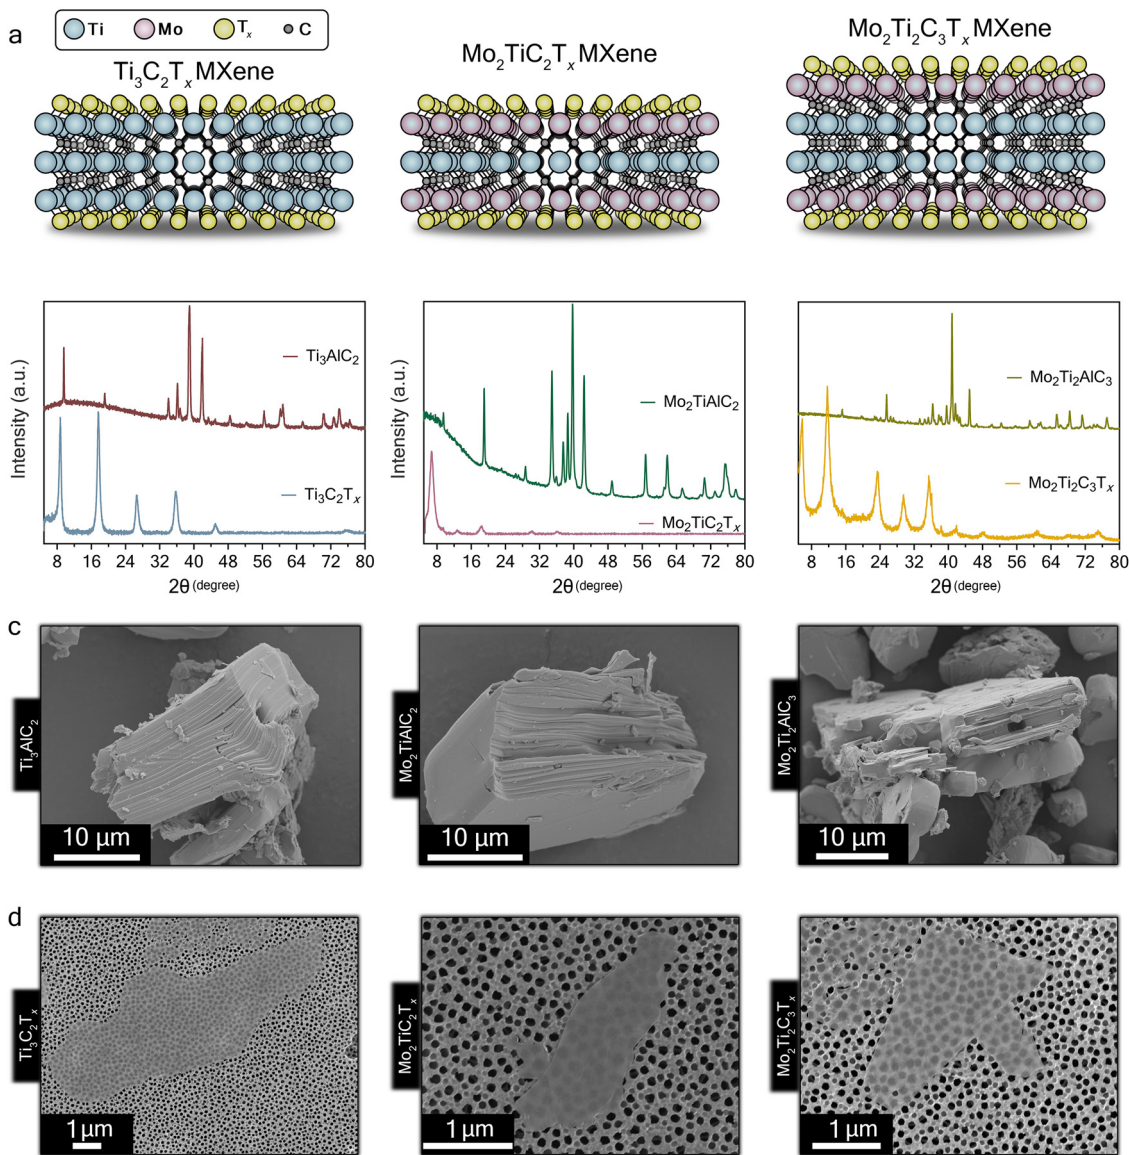 a
Ti Mo Tₓ C
Ti₃C₂Tₓ MXene
Mo₂TiC₂Tₓ MXene
Mo₂Ti₂C₃Tₓ MXene
Intensity (a.u.)
Ti₃AlC₂
Ti₃C₂Tₓ
8 16 24 32 40 48 56 64 72 80
2θ (degree)
Intensity (a.u.)
Mo₂TiAlC₂
Mo₂TiC₂Tₓ
8 16 24 32 40 48 56 64 72 80
2θ (degree)
Intensity (a.u.)
Mo₂Ti₂AlC₃
Mo₂Ti₂C₃Tₓ
8 16 24 32 40 48 56 64 72 80
2θ (degree)
c
Ti₃AlC₂
10 µm
Mo₂TiAlC₂
10 µm
Mo₂Ti₂AlC₃
10 µm
d
Ti₃C₂Tₓ
1 µm
Mo₂TiC₂Tₓ
1 µm
Mo₂Ti₂C₃Tₓ
1 µm